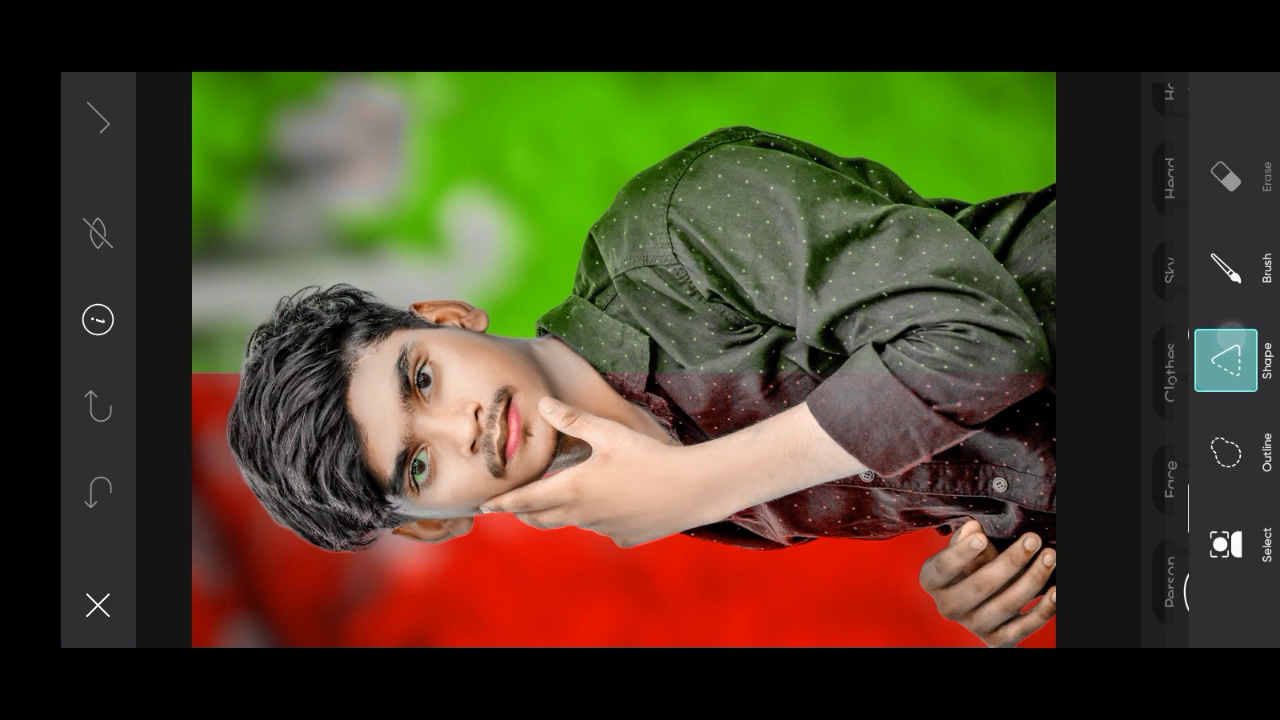 Select
Outline
Shape
Brush
Erase
Person
Face
Clothes
Sky
Head